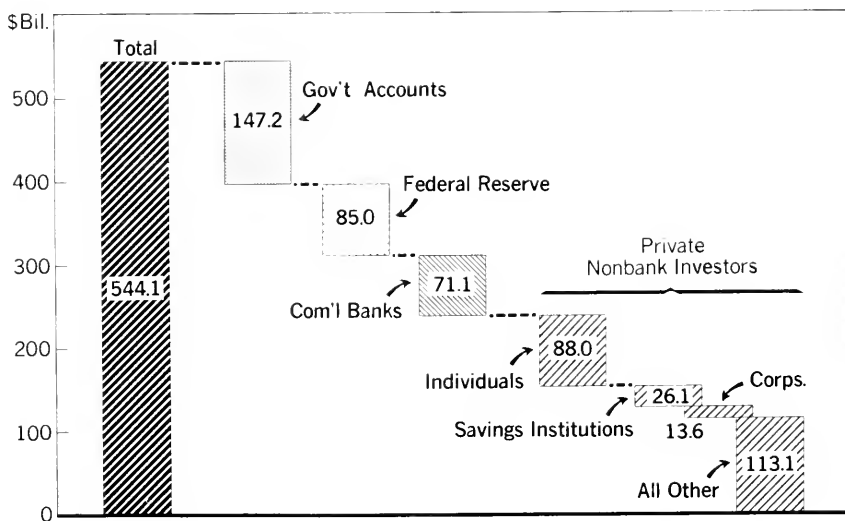 $Bil.
Total
500
Gov't Accounts
147.2
400
Federal Reserve
85.0
Private
Nonbank Investors
300
544.1
71.1
Com'l Banks
200
88.0
Individuals
Corps.
26.1
Savings Institutions
13.6
100
113.1
All Other
0